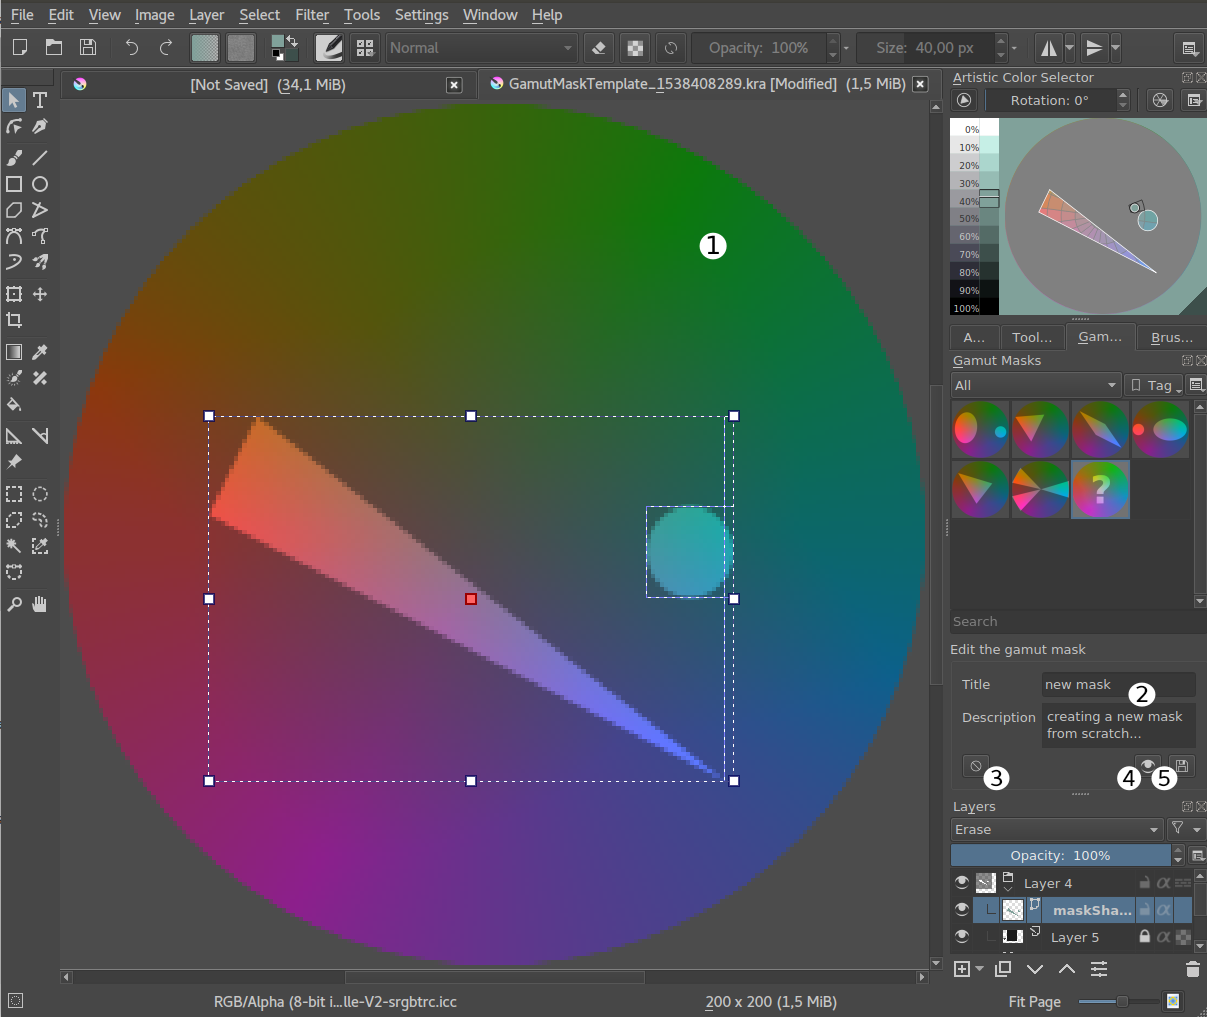 File Edit View Image Layer Select Filter Tools Settings Window Help
Normal Opacity: 100% Size: 40,00 px
[Not Saved] (34,1 MiB) GamutMaskTemplate_1538408289.kra [Modified] (1,5 MiB)
Artistic Color Selector
Rotation: 0°
0%
10%
20%
30%
40%
50%
60%
70%
80%
90%
100%
1
A... Tool... Gam... Brus...
Gamut Masks
All Tag
?
Search
Edit the gamut mask
Title new mask
2
Description creating a new mask
from scratch...
3 4 5
Layers
Erase
Opacity: 100%
Layer 4
maskSha...
Layer 5
RGB/Alpha (8-bit i...lle-V2-srgbtrc.icc 200 x 200 (1,5 MiB) Fit Page